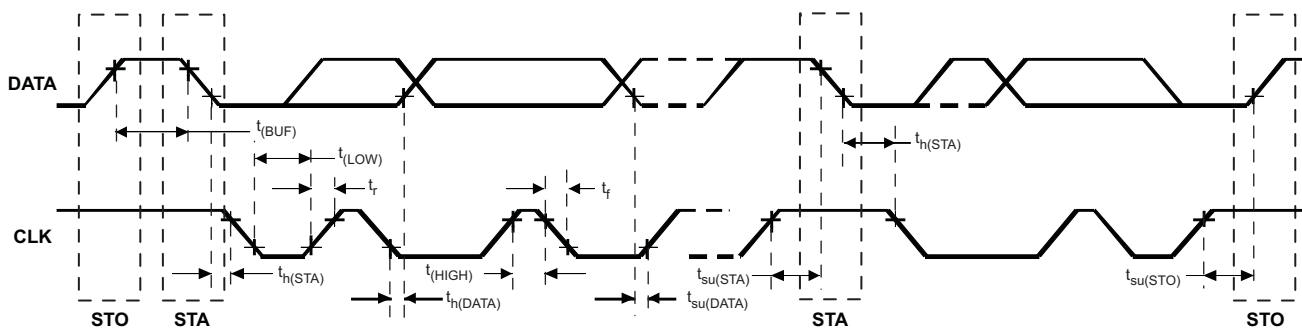 DATA
t(BUF)
t(LOW)
tr
tf
th(STA)
CLK
th(STA)
t(HIGH)
th(DATA)
tsu(DATA)
tsu(STA)
tsu(STO)
STO STA STA STO